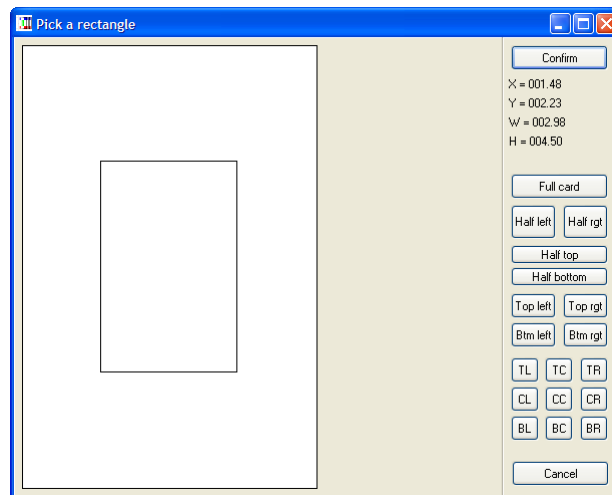 Pick a rectangle
Confirm
X = 001.48
Y = 002.23
W = 002.98
H = 004.50
Full card
Half left Half rgt
Half top
Half bottom
Top left Top rgt
Btm left Btm rgt
TL TC TR
CL CC CR
BL BC BR
Cancel